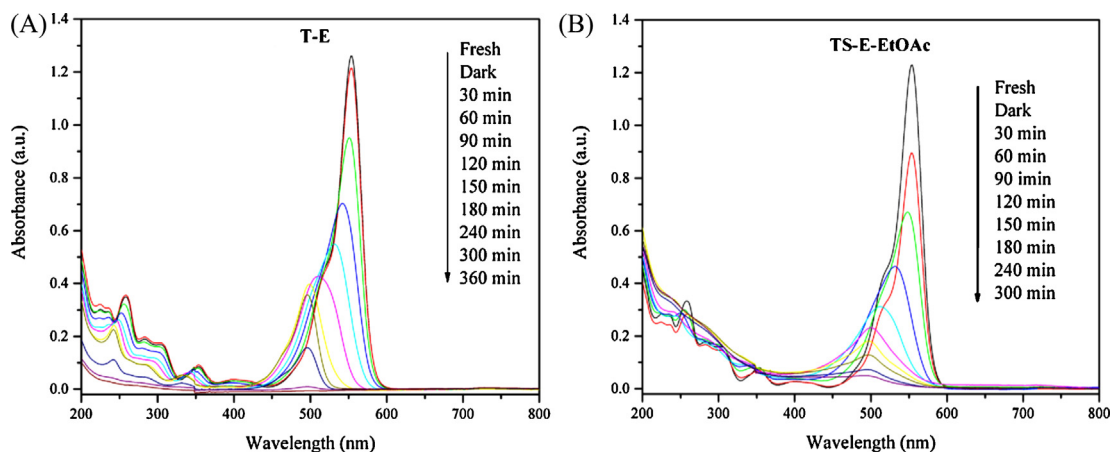 (A)
T-E
Fresh
Dark
30 min
60 min
90 min
120 min
150 min
180 min
240 min
300 min
360 min
1.4
1.2
1.0
0.8
0.6
0.4
0.2
0.0
Absorbance (a.u.)
200 300 400 500 600 700 800
Wavelength (nm)
(B)
TS-E-EtOAc
Fresh
Dark
30 min
60 min
90 imin
120 min
150 min
180 min
240 min
300 min
1.4
1.2
1.0
0.8
0.6
0.4
0.2
0.0
Absorbance (a.u.)
200 300 400 500 600 700 800
Wavelength (nm)